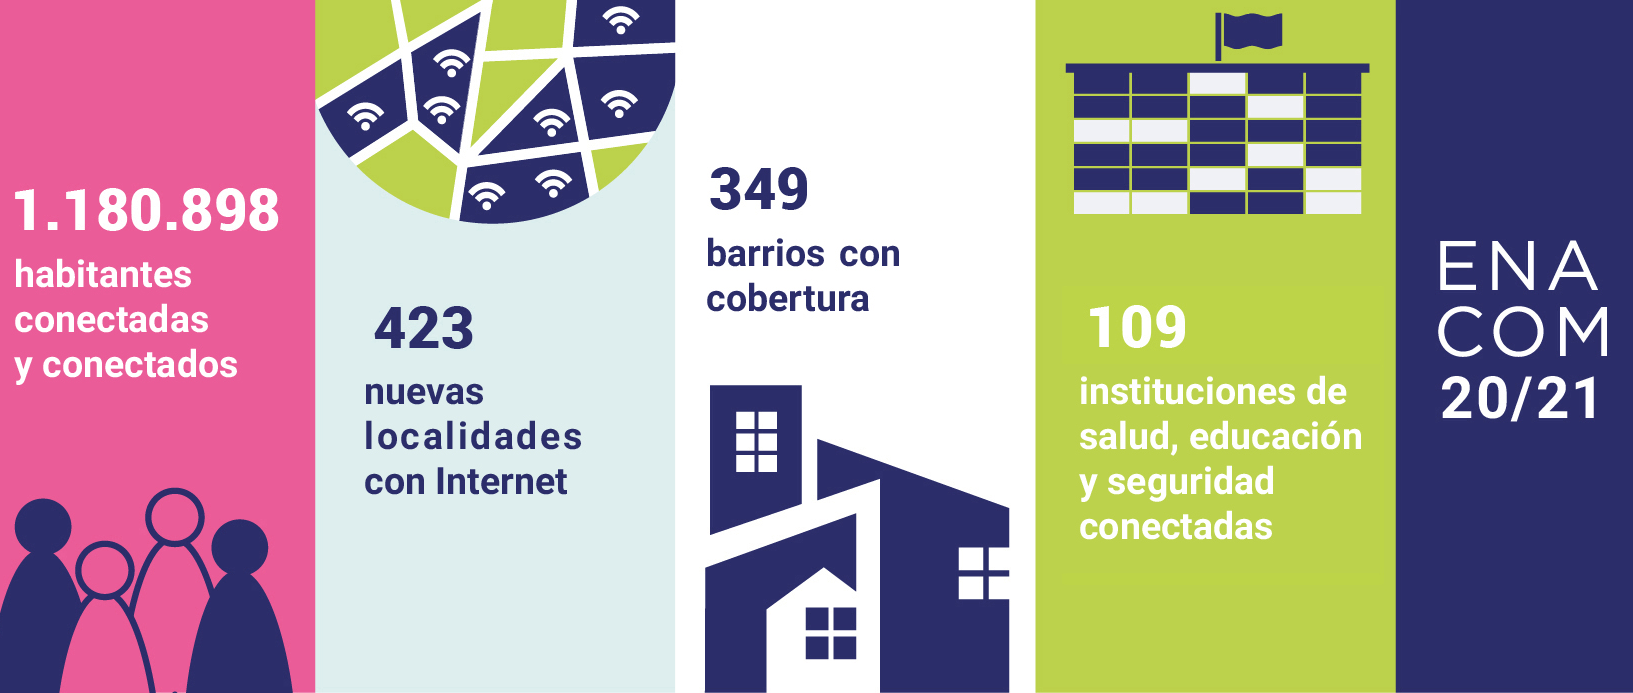 1.180.898
habitantes
conectadas
y conectados
423
nuevas
localidades
con Internet
349
barrios con
cobertura
109
instituciones de
salud, educación
y seguridad
conectadas
ENA
COM
20/21